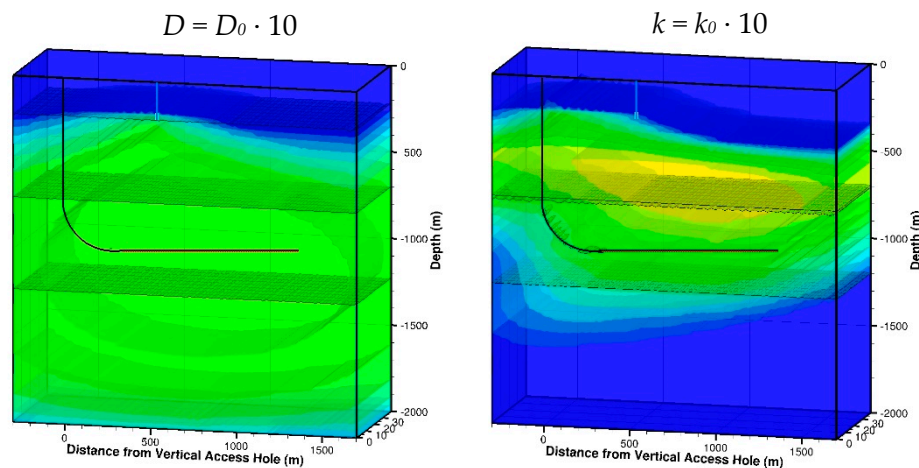 D = D₀ · 10
k = k₀ · 10
0
-500
-1000
-1500
-2000
Depth (m)
0 10 20 30
0 500 1000 1500
Distance from Vertical Access Hole (m)
0
-500
-1000
-1500
-2000
Depth (m)
0 10 20 30
0 500 1000 1500
Distance from Vertical Access Hole (m)